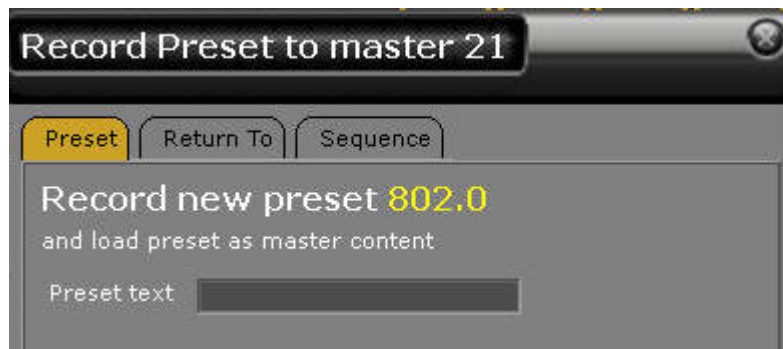 Record Preset to master 21
Preset Return To Sequence
Record new preset 802.0
and load preset as master content
Preset text